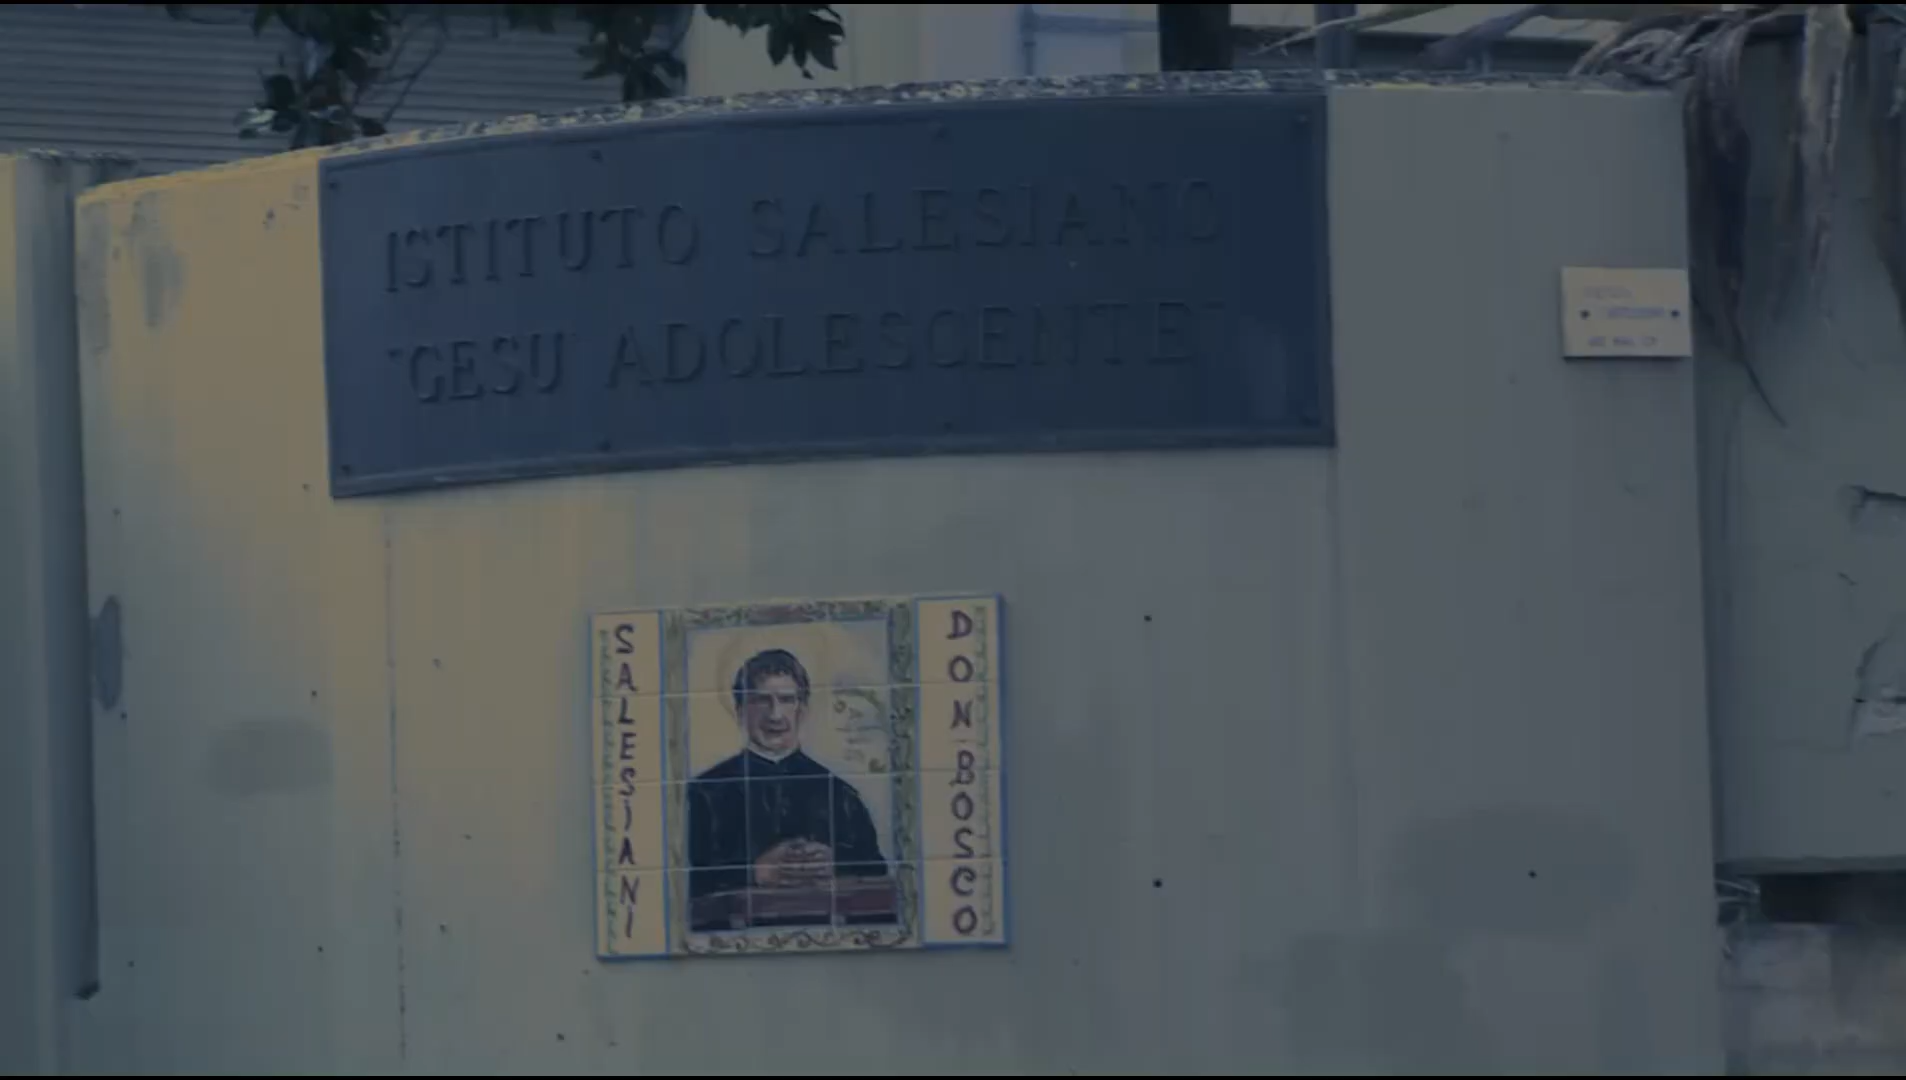 ISTITUTO SALESIANO
"GESU' ADOLESCENTE"
SALESIANI
DON BOSCO